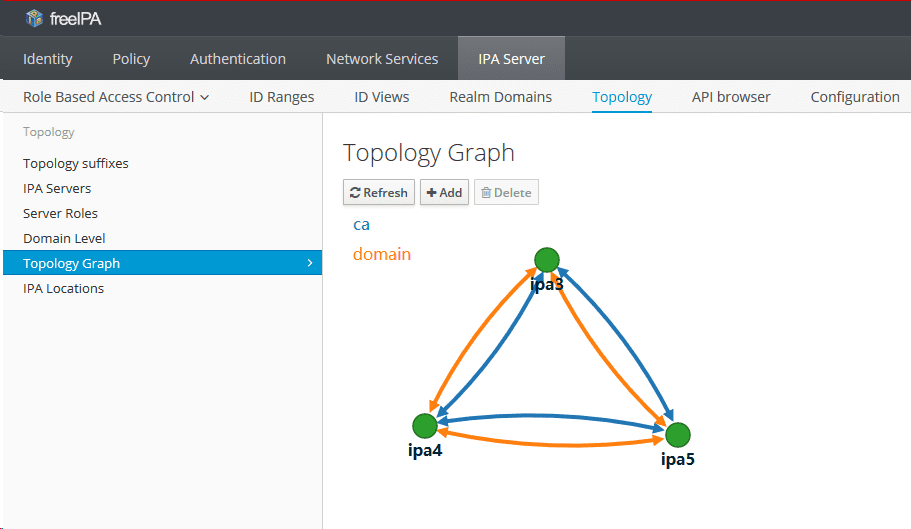 freeIPA
Identity Policy Authentication Network Services IPA Server
Role Based Access Control ID Ranges ID Views Realm Domains Topology API browser Configuration
Topology
Topology suffixes
IPA Servers
Server Roles
Domain Level
Topology Graph
IPA Locations
Topology Graph
Refresh Add Delete
ca
domain
ipa3
ipa4
ipa5